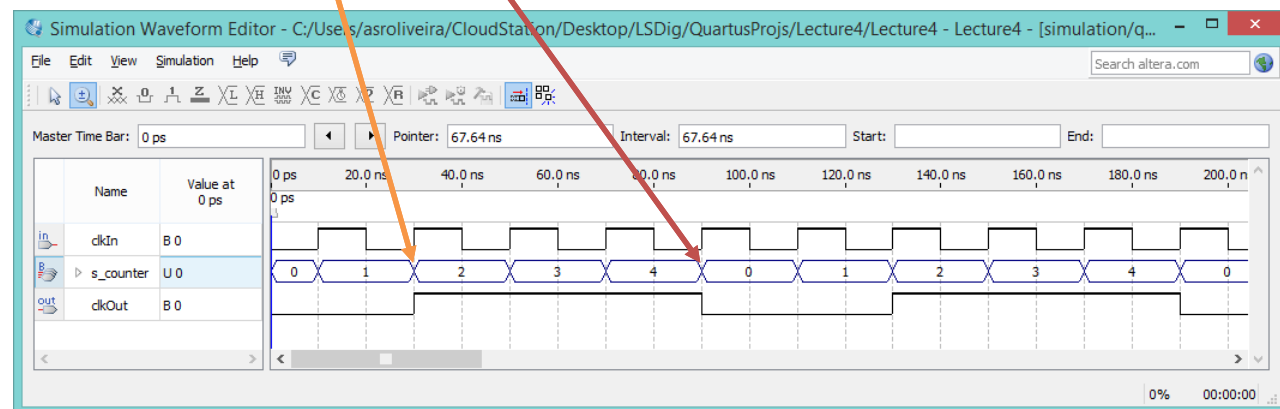 Simulation Waveform Editor - C:/Users/asroliveira/CloudStation/Desktop/LSDig/QuartusProjs/Lecture4/Lecture4 - Lecture4 - [simulation/q...
File Edit View Simulation Help
Search altera.com
Master Time Bar: 0 ps Pointer: 67.64 ns Interval: 67.64 ns Start: End:
Name Value at 0 ps
0 ps 20.0 ns 40.0 ns 60.0 ns 80.0 ns 100.0 ns 120.0 ns 140.0 ns 160.0 ns 180.0 ns 200.0 n
0 ps
in clkIn B 0
B s_counter U 0 0 1 2 3 4 0 1 2 3 4 0
out clkOut B 0
0% 00:00:00